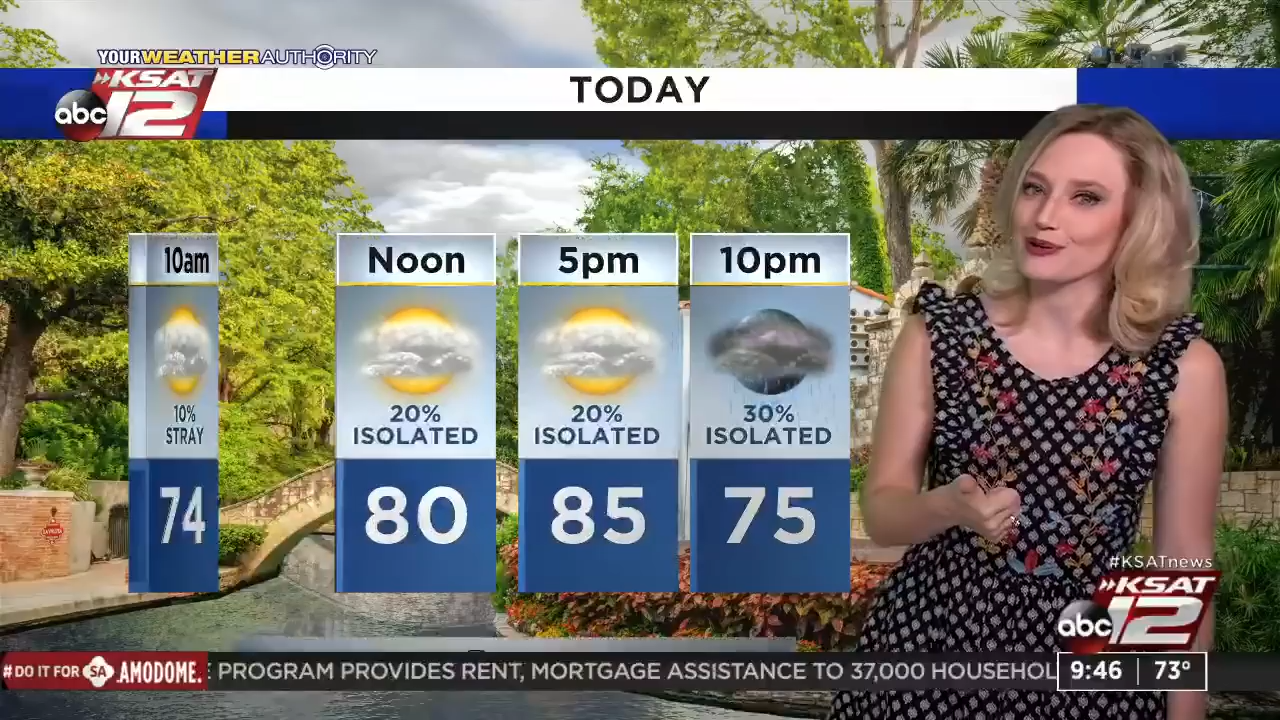 YOURWEATHERAUTHORITY
KSAT
abc 12
TODAY
10am
10%
STRAY
74
Noon
20%
ISOLATED
80
5pm
20%
ISOLATED
85
10pm
30%
ISOLATED
75
#KSATnews
KSAT
abc 12
# DO IT FOR SA AMODOME.
PROGRAM PROVIDES RENT, MORTGAGE ASSISTANCE TO 37,000 HOUSEHOL
9:46 73°